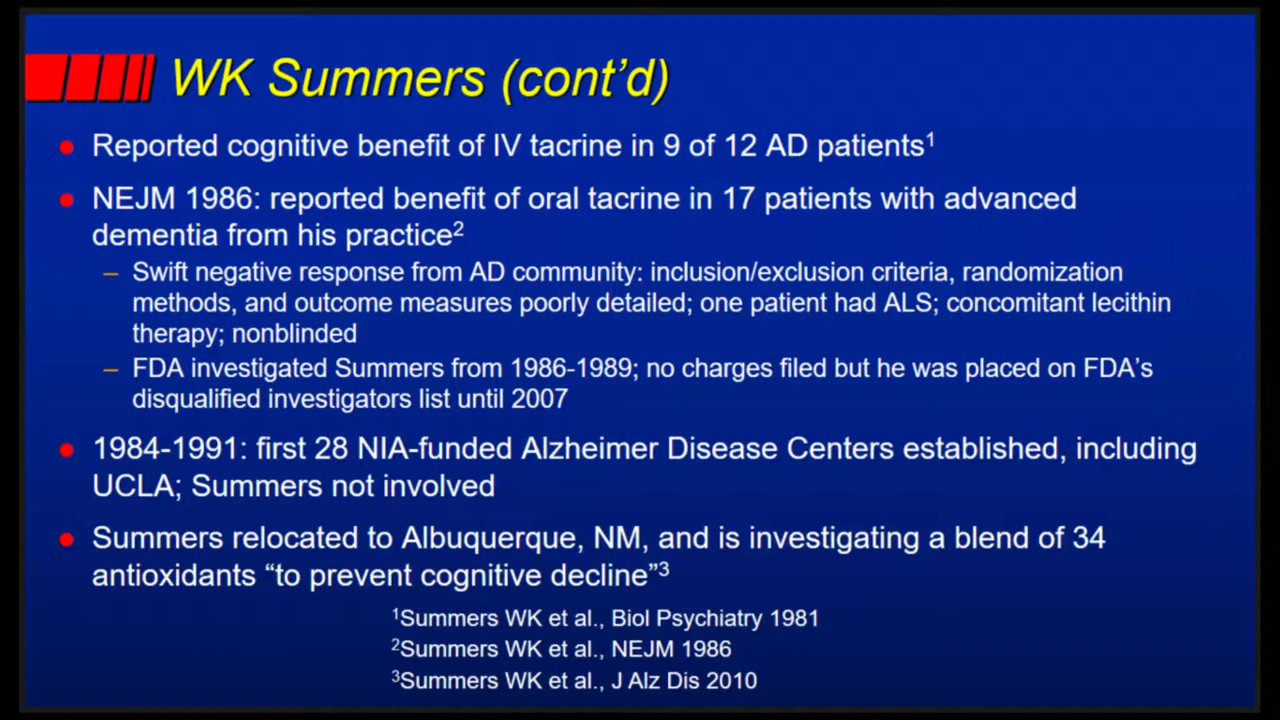 WK Summers (cont’d)
• Reported cognitive benefit of IV tacrine in 9 of 12 AD patients¹
• NEJM 1986: reported benefit of oral tacrine in 17 patients with advanced
dementia from his practice²
– Swift negative response from AD community: inclusion/exclusion criteria, randomization
methods, and outcome measures poorly detailed; one patient had ALS; concomitant lecithin
therapy; nonblinded
– FDA investigated Summers from 1986-1989; no charges filed but he was placed on FDA’s
disqualified investigators list until 2007
• 1984-1991: first 28 NIA-funded Alzheimer Disease Centers established, including
UCLA; Summers not involved
• Summers relocated to Albuquerque, NM, and is investigating a blend of 34
antioxidants “to prevent cognitive decline”³
¹Summers WK et al., Biol Psychiatry 1981
²Summers WK et al., NEJM 1986
³Summers WK et al., J Alz Dis 2010